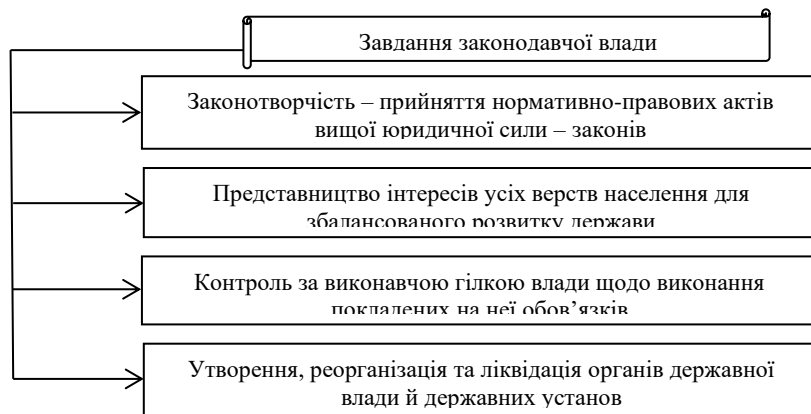 Завдання законодавчої влади
Законотворчість – прийняття нормативно-правових актів
вищої юридичної сили – законів
Представництво інтересів усіх верств населення для
збалансованого розвитку держави
Контроль за виконавчою гілкою влади щодо виконання
покладених на неї обов’язків
Утворення, реорганізація та ліквідація органів державної
влади й державних установ